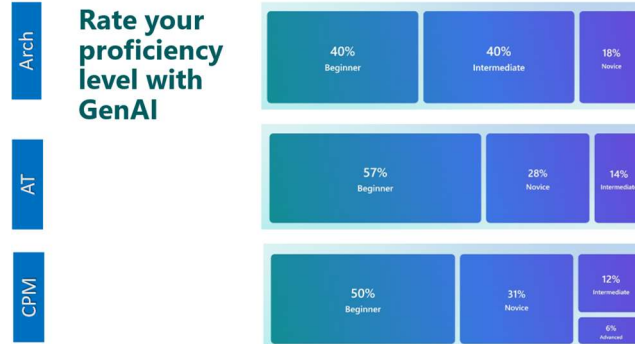 Rate your
proficiency
level with
GenAI
Arch
40%
Beginner
40%
Intermediate
18%
Novice
AT
57%
Beginner
28%
Novice
14%
Intermediate
CPM
50%
Beginner
31%
Novice
12%
Intermediate
6%
Advanced